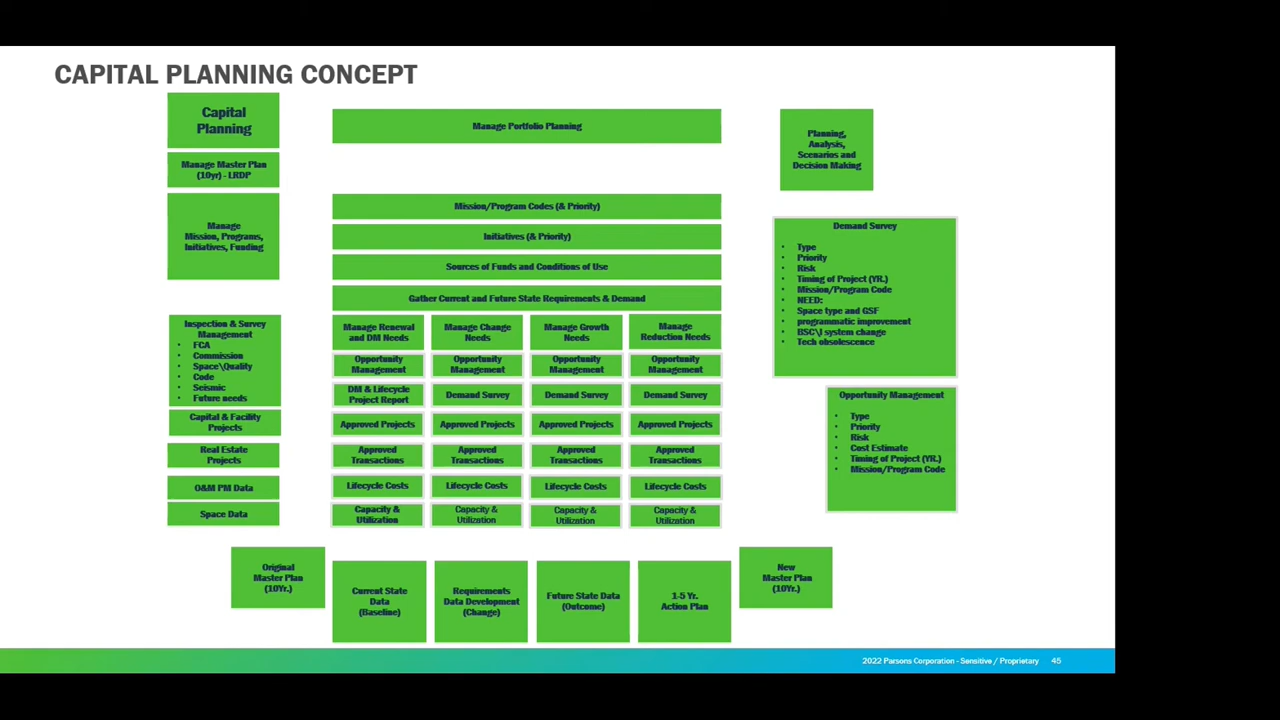 CAPITAL PLANNING CONCEPT
Capital
Planning
Manage Master Plan
(10yr) - LRDP
Manage
Mission, Programs,
Initiatives, Funding
Inspection & Survey
Management
• FCA
• Commission
• Space\Quality
• Code
• Seismic
• Future needs
Capital & Facility
Projects
Real Estate
Projects
O&M PM Data
Space Data
Manage Portfolio Planning
Mission/Program Codes (& Priority)
Initiatives (& Priority)
Sources of Funds and Conditions of Use
Gather Current and Future State Requirements & Demand
Manage Renewal
and DM Needs
Opportunity
Management
DM & Lifecycle
Project Report
Approved Projects
Approved
Transactions
Lifecycle Costs
Capacity &
Utilization
Manage Change
Needs
Opportunity
Management
Demand Survey
Approved Projects
Approved
Transactions
Lifecycle Costs
Capacity &
Utilization
Manage Growth
Needs
Opportunity
Management
Demand Survey
Approved Projects
Approved
Transactions
Lifecycle Costs
Capacity &
Utilization
Manage
Reduction Needs
Opportunity
Management
Demand Survey
Approved Projects
Approved
Transactions
Lifecycle Costs
Capacity &
Utilization
Planning,
Analysis,
Scenarios and
Decision Making
Demand Survey
• Type
• Priority
• Risk
• Timing of Project (YR.)
• Mission/Program Code
• NEED:
• Space type and GSF
• programmatic improvement
• BSC\I system change
• Tech obsolescence
Opportunity Management
• Type
• Priority
• Risk
• Cost Estimate
• Timing of Project (YR.)
• Mission/Program Code
Original
Master Plan
(10Yr.)
Current State
Data
(Baseline)
Requirements
Data Development
(Change)
Future State Data
(Outcome)
1-5 Yr.
Action Plan
New
Master Plan
(10Yr.)
2022 Parsons Corporation - Sensitive / Proprietary 45